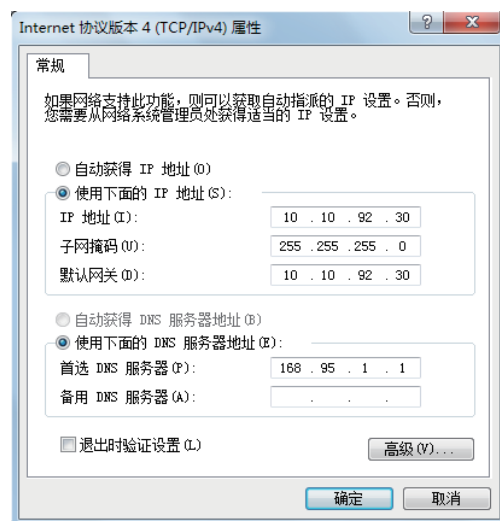 Internet 协议版本 4 (TCP/IPv4) 属性
常规
如果网络支持此功能，则可以获取自动指派的 IP 设置。否则，
您需要从网络系统管理员处获得适当的 IP 设置。
自动获得 IP 地址(O)
使用下面的 IP 地址(S):
IP 地址(I): 10 . 10 . 92 . 30
子网掩码(U): 255 .255 .255 . 0
默认网关(D): 10 . 10 . 92 . 30
自动获得 DNS 服务器地址(B)
使用下面的 DNS 服务器地址(E):
首选 DNS 服务器(P): 168 . 95 . 1 . 1
备用 DNS 服务器(A): . . .
退出时验证设置(L)
高级(V)...
确定 取消